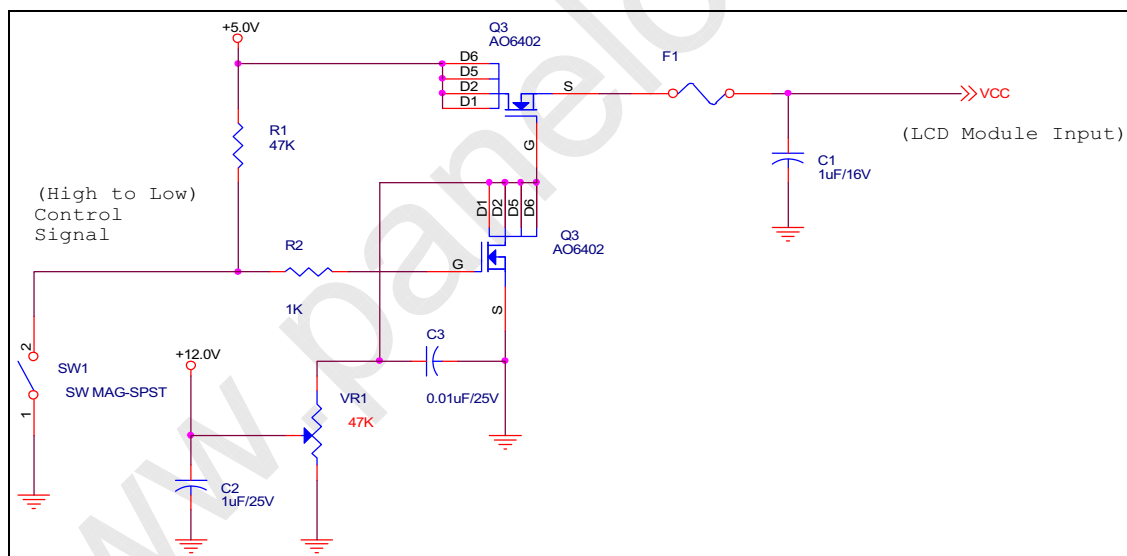 +5.0V
Q3
AO6402
D6
D5
D2
D1
S
G
F1
VCC
(LCD Module Input)
R1
47K
C1
1uF/16V
(High to Low)
Control
Signal
D1
D2
D5
D6
Q3
AO6402
R2
1K
G
S
2
SW1
SW MAG-SPST
1
+12.0V
C3
0.01uF/25V
VR1
47K
C2
1uF/25V
www.panelo